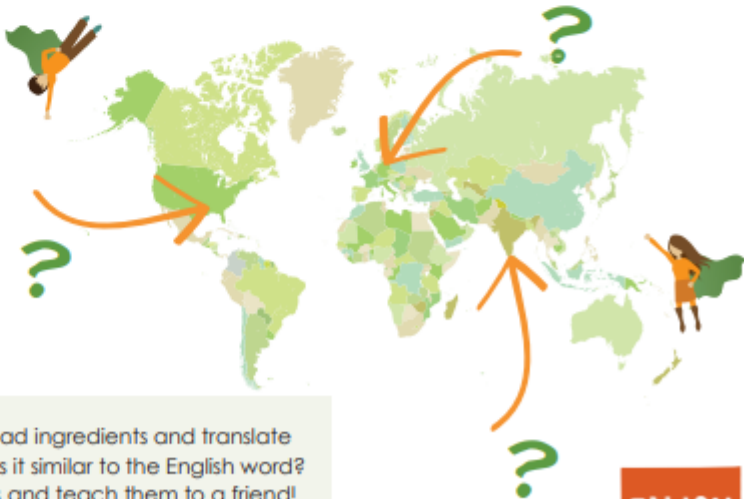 ?
?
?
ad ingredients and translate
s it similar to the English word?
s and teach them to a friend!